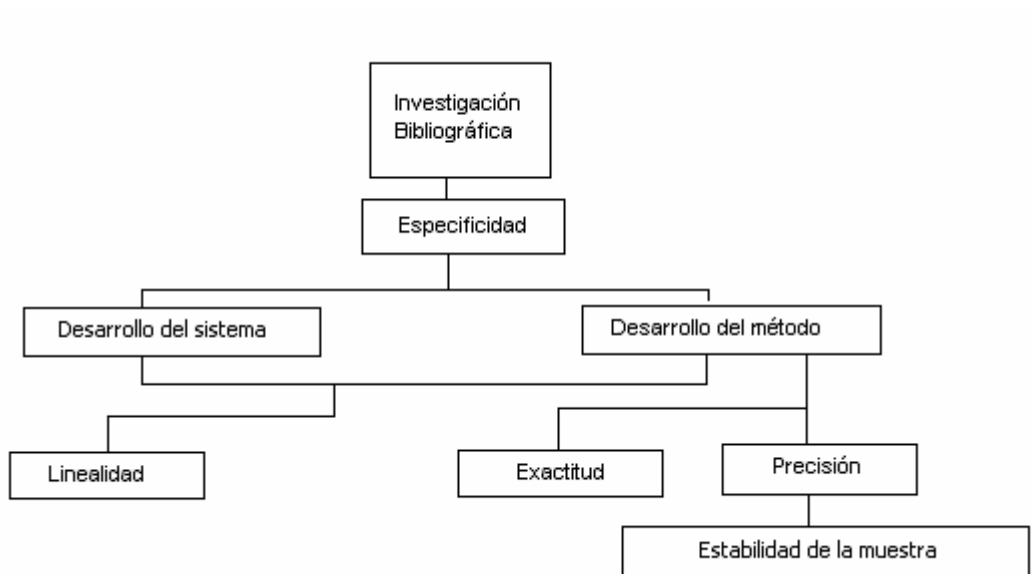 Investigación
Bibliográfica
Especificidad
Desarrollo del sistema
Desarrollo del método
Linealidad
Exactitud
Precisión
Estabilidad de la muestra